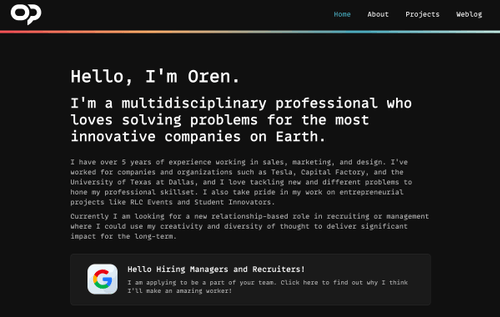 OP
Home About Projects Weblog
Hello, I'm Oren.
I'm a multidisciplinary professional who
loves solving problems for the most
innovative companies on Earth.
I have over 5 years of experience working in sales, marketing, and design. I've
worked for companies and organizations such as Tesla, Capital Factory, and the
University of Texas at Dallas, and I love tackling new and different problems to
hone my professional skillset. I also take pride in my work on entrepreneurial
projects like RLC Events and Student Innovators.
Currently I am looking for a new relationship-based role in recruiting or management
where I could use my creativity and diversity of thought to deliver significant
impact for the long-term.
G
Hello Hiring Managers and Recruiters!
I am applying to be a part of your team. Click here to find out why I think
I'll make an amazing worker!